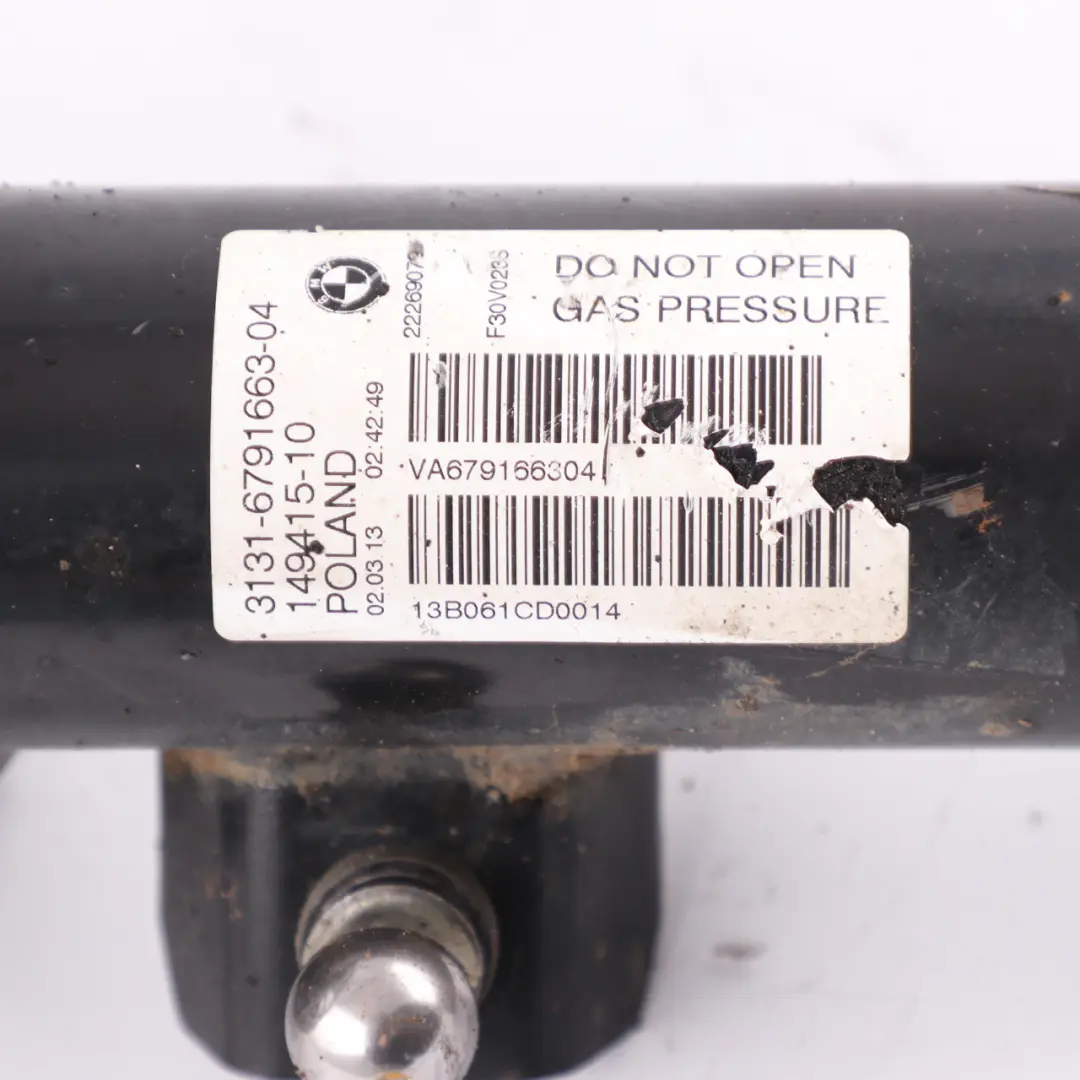 DO NOT OPEN
GAS PRESSURE
VA679166304
13B061CD0014
3131-6791663-04
149415-10
POLAND
02.03.13 02:42:49
22269079
BMW